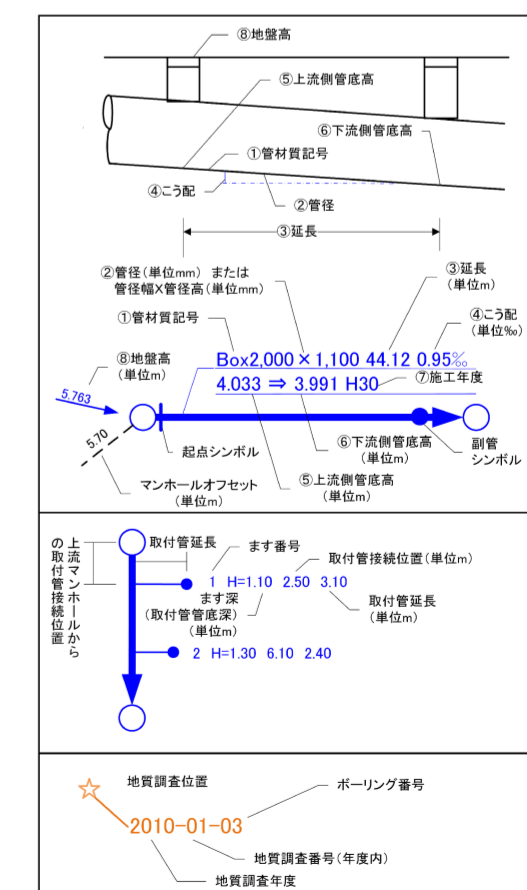 ⑧地盤高
⑤上流側管底高
⑥下流側管底高
①管材質記号
④こう配
②管径
③延長
②管径(単位mm) または
管径幅X管径高(単位mm)
③延長
(単位m)
①管材質記号
④こう配
(単位‰)
⑧地盤高
(単位m)
Box2,000×1,100 44.12 0.95‰
4.033 ⇒ 3.991 H30
⑦施工年度
5.763
5.70
起点シンボル
⑥下流側管底高
(単位m)
副管
シンボル
マンホールオフセット
(単位m)
⑤上流側管底高
(単位m)
上流マンホールから
の取付管接続位置
取付管延長
ます番号
取付管接続位置(単位m)
1 H=1.10 2.50 3.10
ます深
(取付管管底深)
(単位m)
取付管延長
(単位m)
2 H=1.30 6.10 2.40
地質調査位置
ボーリング番号
2010-01-03
地質調査番号(年度内)
地質調査年度